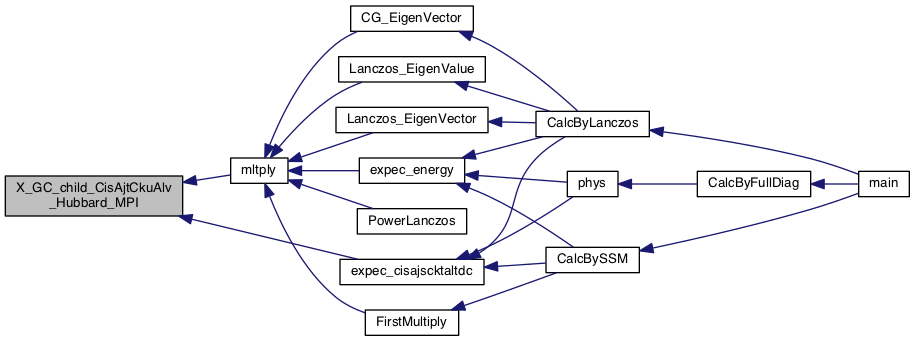 CG_EigenVector
Lanczos_EigenValue
Lanczos_EigenVector
CalcByLanczos
mltply
expec_energy
phys
CalcByFullDiag
main
X_GC_child_CisAjtCkuAlv
_Hubbard_MPI
PowerLanczos
expec_cisajscktaltdc
CalcBySSM
FirstMultiply